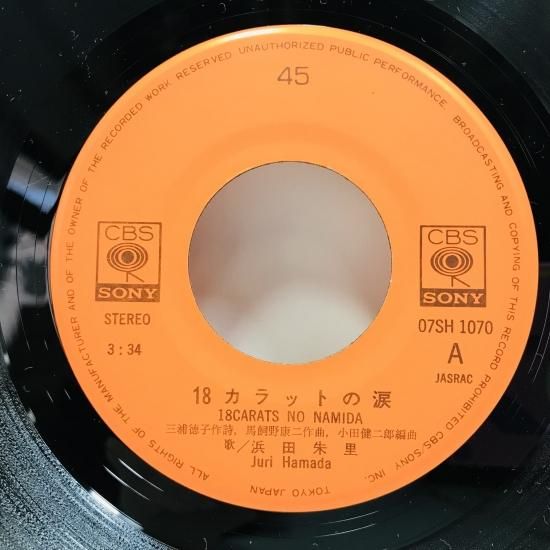 ALL RIGHTS OF THE MANUFACTURER AND OF THE OWNER OF THE RECORDED WORK RESERVED UNAUTHORIZED PUBLIC PERFORMANCE. BROADCASTING AND COPYING OF THIS RECORD PROHIBITED CBS/SONY INC. TOKYO JAPAN
45
CBS
SONY
STEREO
3:34
CBS
SONY
07SH 1070
A
JASRAC
18 カラットの涙
18CARATS NO NAMIDA
三浦徳子作詩, 馬飼野康二作曲, 小田健二郎編曲
歌/浜田朱里
Juri Hamada